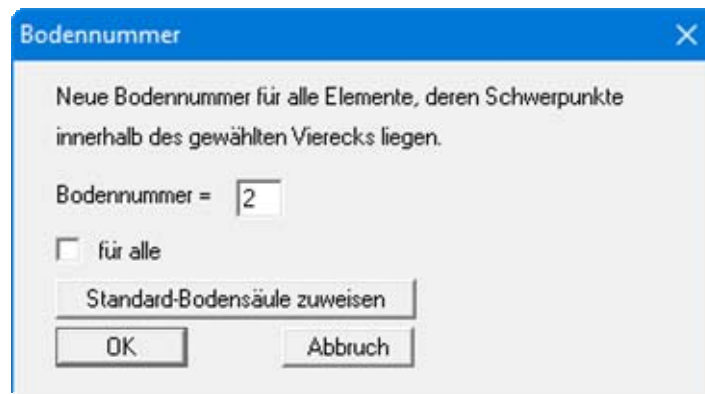 Bodennummer
Neue Bodennummer für alle Elemente, deren Schwerpunkte
innerhalb des gewählten Vierecks liegen.
Bodennummer = 2
für alle
Standard-Bodensäule zuweisen
OK Abbruch